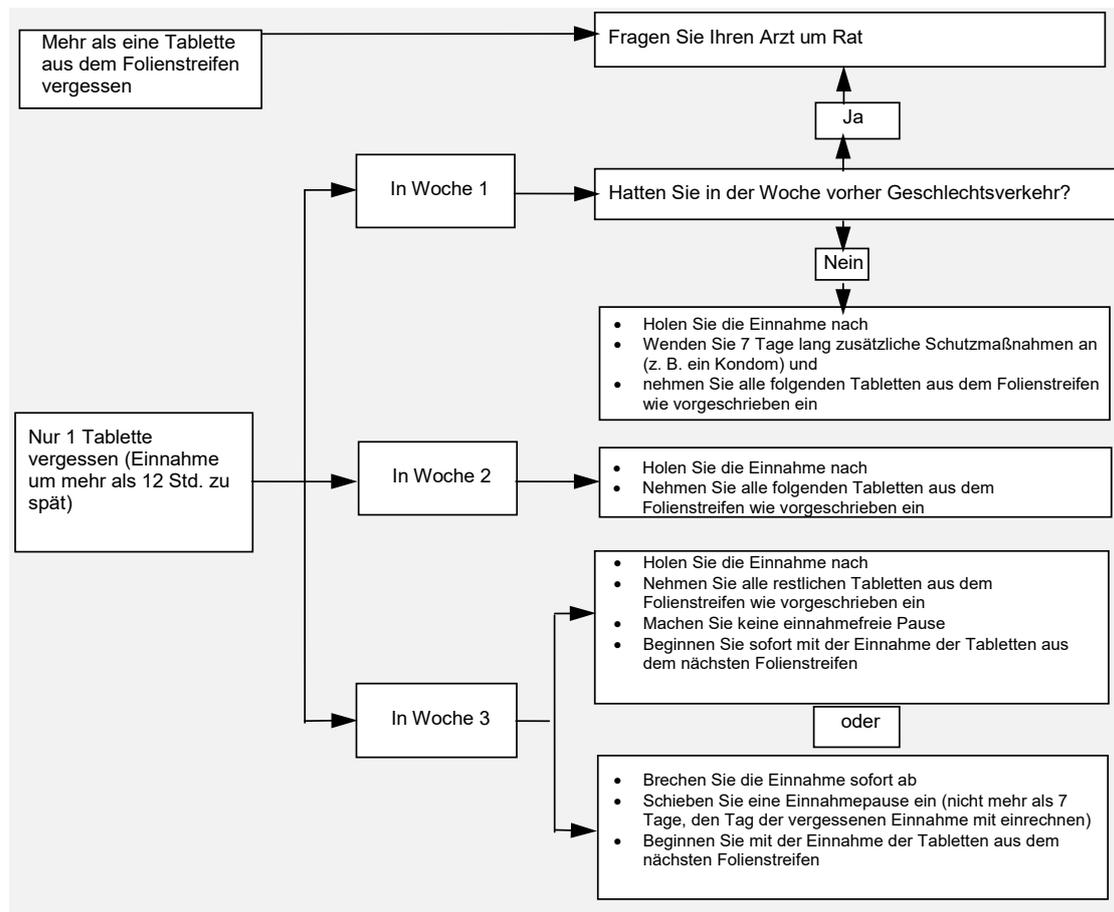 Mehr als eine Tablette
aus dem Folienstreifen
vergessen
Fragen Sie Ihren Arzt um Rat
Ja
In Woche 1
Hatten Sie in der Woche vorher Geschlechtsverkehr?
Nein
• Holen Sie die Einnahme nach
• Wenden Sie 7 Tage lang zusätzliche Schutzmaßnahmen an
(z. B. ein Kondom) und
• nehmen Sie alle folgenden Tabletten aus dem Folienstreifen
wie vorgeschrieben ein
Nur 1 Tablette
vergessen (Einnahme
um mehr als 12 Std. zu
spät)
In Woche 2
• Holen Sie die Einnahme nach
• Nehmen Sie alle folgenden Tabletten aus dem
Folienstreifen wie vorgeschrieben ein
In Woche 3
• Holen Sie die Einnahme nach
• Nehmen Sie alle restlichen Tabletten aus dem
Folienstreifen wie vorgeschrieben ein
• Machen Sie keine einnahmefreie Pause
• Beginnen Sie sofort mit der Einnahme der Tabletten aus
dem nächsten Folienstreifen
oder
• Brechen Sie die Einnahme sofort ab
• Schieben Sie eine Einnahmepause ein (nicht mehr als 7
Tage, den Tag der vergessenen Einnahme mit einrechnen)
• Beginnen Sie mit der Einnahme der Tabletten aus dem
nächsten Folienstreifen